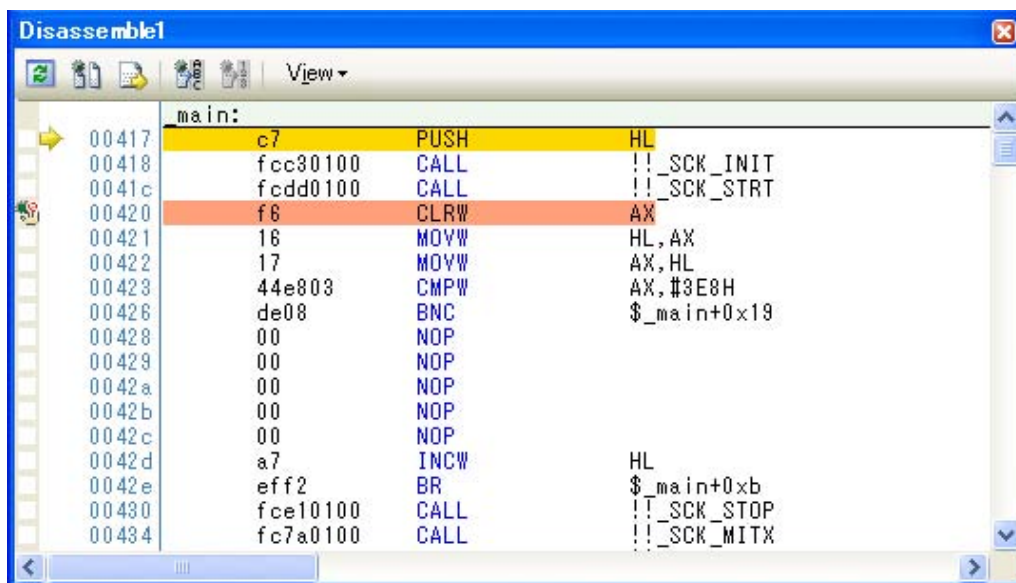 Disassemble1
View
_main:
00417 c7 PUSH HL
00418 fcc30100 CALL !!_SCK_INIT
0041c fcdd0100 CALL !!_SCK_STRT
00420 f6 CLRW AX
00421 16 MOVW HL,AX
00422 17 MOVW AX,HL
00423 44e803 CMPW AX,#3E8H
00426 de08 BNC $_main+0x19
00428 00 NOP
00429 00 NOP
0042a 00 NOP
0042b 00 NOP
0042c 00 NOP
0042d a7 INCW HL
0042e eff2 BR $_main+0xb
00430 fce10100 CALL !!_SCK_STOP
00434 fc7a0100 CALL !!_SCK_MITX